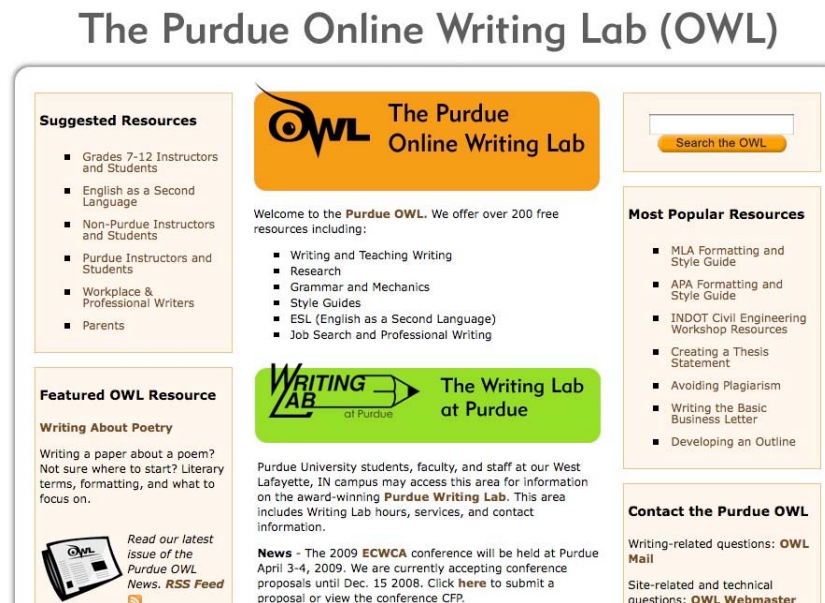 The Purdue Online Writing Lab (OWL)
Suggested Resources
Grades 7-12 Instructors
and Students
English as a Second
Language
Non-Purdue Instructors
and Students
Purdue Instructors and
Students
Workplace &
Professional Writers
Parents
Featured OWL Resource
Writing About Poetry
Writing a paper about a poem?
Not sure where to start? Literary
terms, formatting, and what to
focus on.
OWL
Read our latest
issue of the
Purdue OWL
News. RSS Feed
OWL
The Purdue
Online Writing Lab
Welcome to the Purdue OWL. We offer over 200 free
resources including:
Writing and Teaching Writing
Research
Grammar and Mechanics
Style Guides
ESL (English as a Second Language)
Job Search and Professional Writing
WRITING
LAB
at Purdue
The Writing Lab
at Purdue
Purdue University students, faculty, and staff at our West
Lafayette, IN campus may access this area for information
on the award-winning Purdue Writing Lab. This area
includes Writing Lab hours, services, and contact
information.
News - The 2009 ECWCA conference will be held at Purdue
April 3-4, 2009. We are currently accepting conference
proposals until Dec. 15 2008. Click here to submit a
proposal or view the conference CFP.
Search the OWL
Most Popular Resources
MLA Formatting and
Style Guide
APA Formatting and
Style Guide
INDOT Civil Engineering
Workshop Resources
Creating a Thesis
Statement
Avoiding Plagiarism
Writing the Basic
Business Letter
Developing an Outline
Contact the Purdue OWL
Writing-related questions: OWL
Mail
Site-related and technical
questions: OWL Webmaster